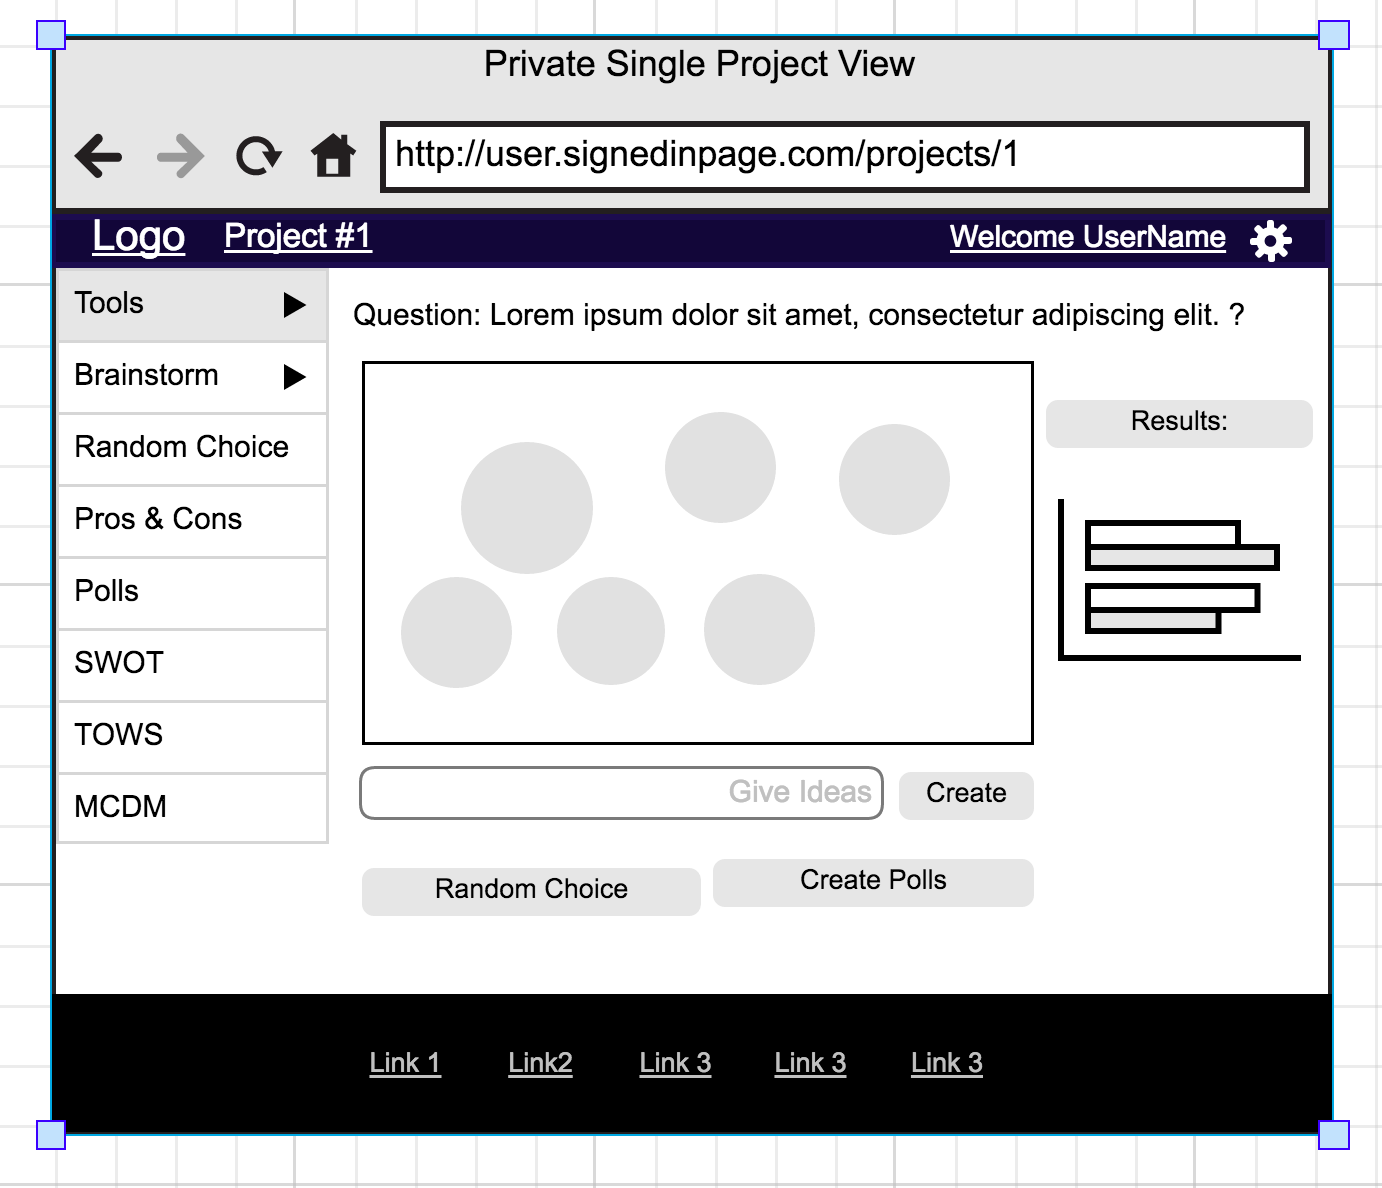 Private Single Project View
http://user.signedinpage.com/projects/1
Logo Project #1 Welcome UserName
Tools
Brainstorm
Random Choice
Pros & Cons
Polls
SWOT
TOWS
MCDM
Question: Lorem ipsum dolor sit amet, consectetur adipiscing elit. ?
Results:
Give Ideas
Create
Random Choice
Create Polls
Link 1 Link2 Link 3 Link 3 Link 3